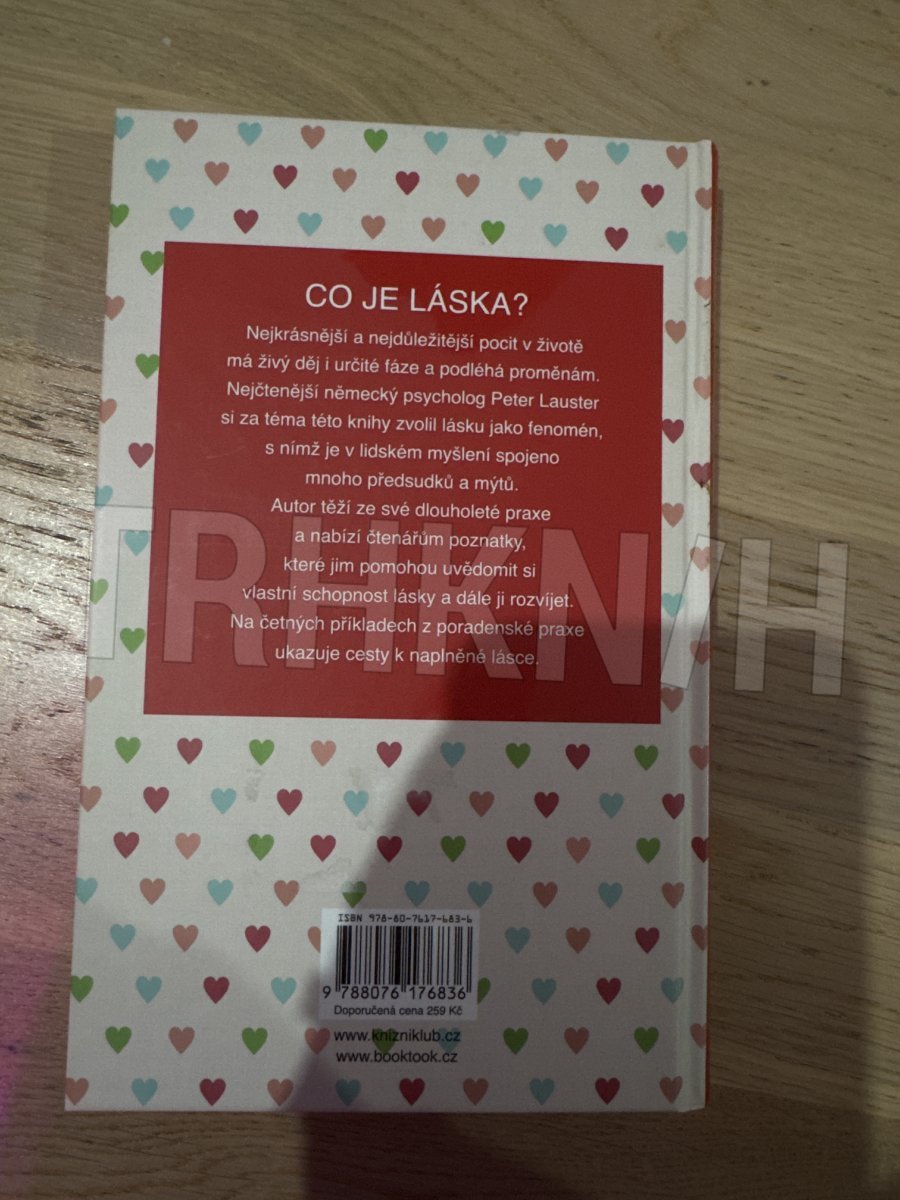 CO JE LÁSKA?
Nejkrásnější a nejdůležitější pocit v životě
má živý děj i určité fáze a podléhá proměnám.
Nejčtenější německý psycholog Peter Lauster
si za téma této knihy zvolil lásku jako fenomén,
s nímž je v lidském myšlení spojeno
mnoho předsudků a mýtů.
Autor těží ze své dlouholeté praxe
a nabízí čtenářům poznatky,
které jim pomohou uvědomit si
vlastní schopnost lásky a dále ji rozvíjet.
Na četných příkladech z poradenské praxe
ukazuje cesty k naplněné lásce.
TRHKNIH
ISBN 978-80-7617-683-6
9 788076 176836
Doporučená cena 259 Kč
www.knizniklub.cz
www.booktook.cz